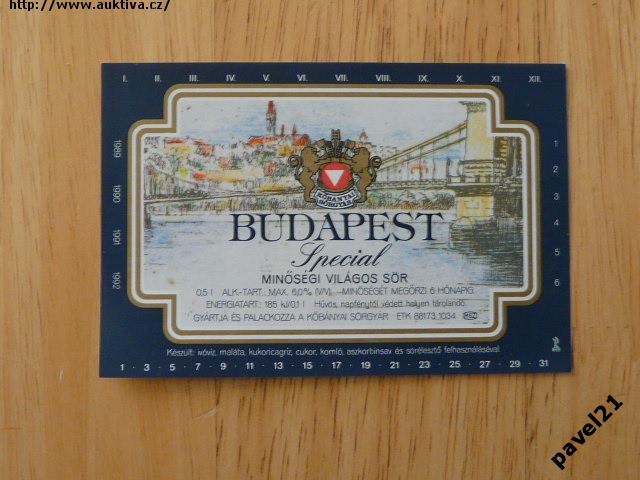 http://www.auktiva.cz/
I. II. III. IV. V. VI. VII. VIII. IX. X. XI. XII.
1989
1990
1991
1992
1
2
3
4
5
6
KŐBÁNYAI
SÖRGYÁR
BUDAPEST
Special
MINŐSÉGI VILÁGOS SÖR
0,5 l ALK.-TART.: MAX. 6,0% (V/V). MINŐSÉGÉT MEGŐRZI 6 HÓNAPIG.
ENERGIATART.: 185 kJ/0,1 l Hűvös, napfénytől védett helyen tárolandó.
GYÁRTJA ÉS PALACKOZZA A KŐBÁNYAI SÖRGYÁR ETK 88173.1034
Készült: ivóvíz, maláta, kukoricagríz, cukor, komló, aszkorbinsav és sörélesztő felhasználásával.
1 · 3 · 5 · 7 · 9 · 11 · 13 · 15 · 17 · 19 · 21 · 23 · 25 · 27 · 29 · 31
pavel21